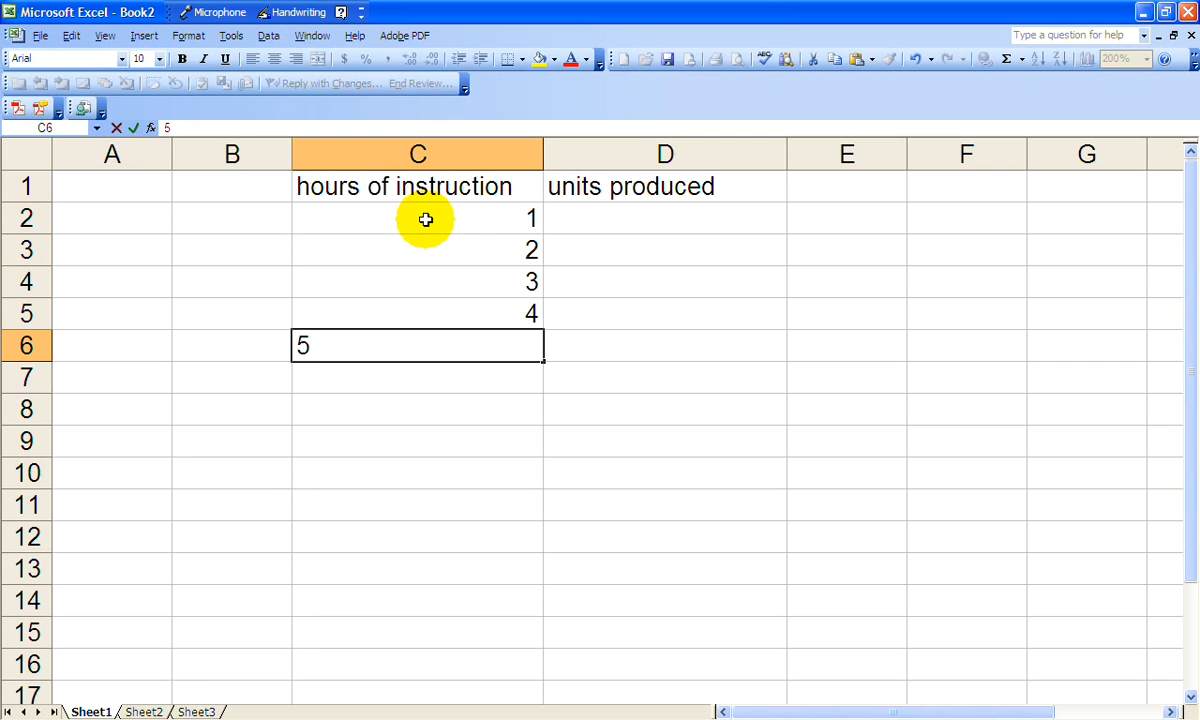 Microsoft Excel - Book2 Microphone Handwriting
File Edit View Insert Format Tools Data Window Help Adobe PDF Type a question for help
Arial 10 B I U $ % , 200%
Reply with Changes... End Review...
C6 fx 5
A B C D E F G
1 hours of instruction units produced
2 1
3 2
4 3
5 4
6 5
7
8
9
10
11
12
13
14
15
16
17
Sheet1 Sheet2 Sheet3